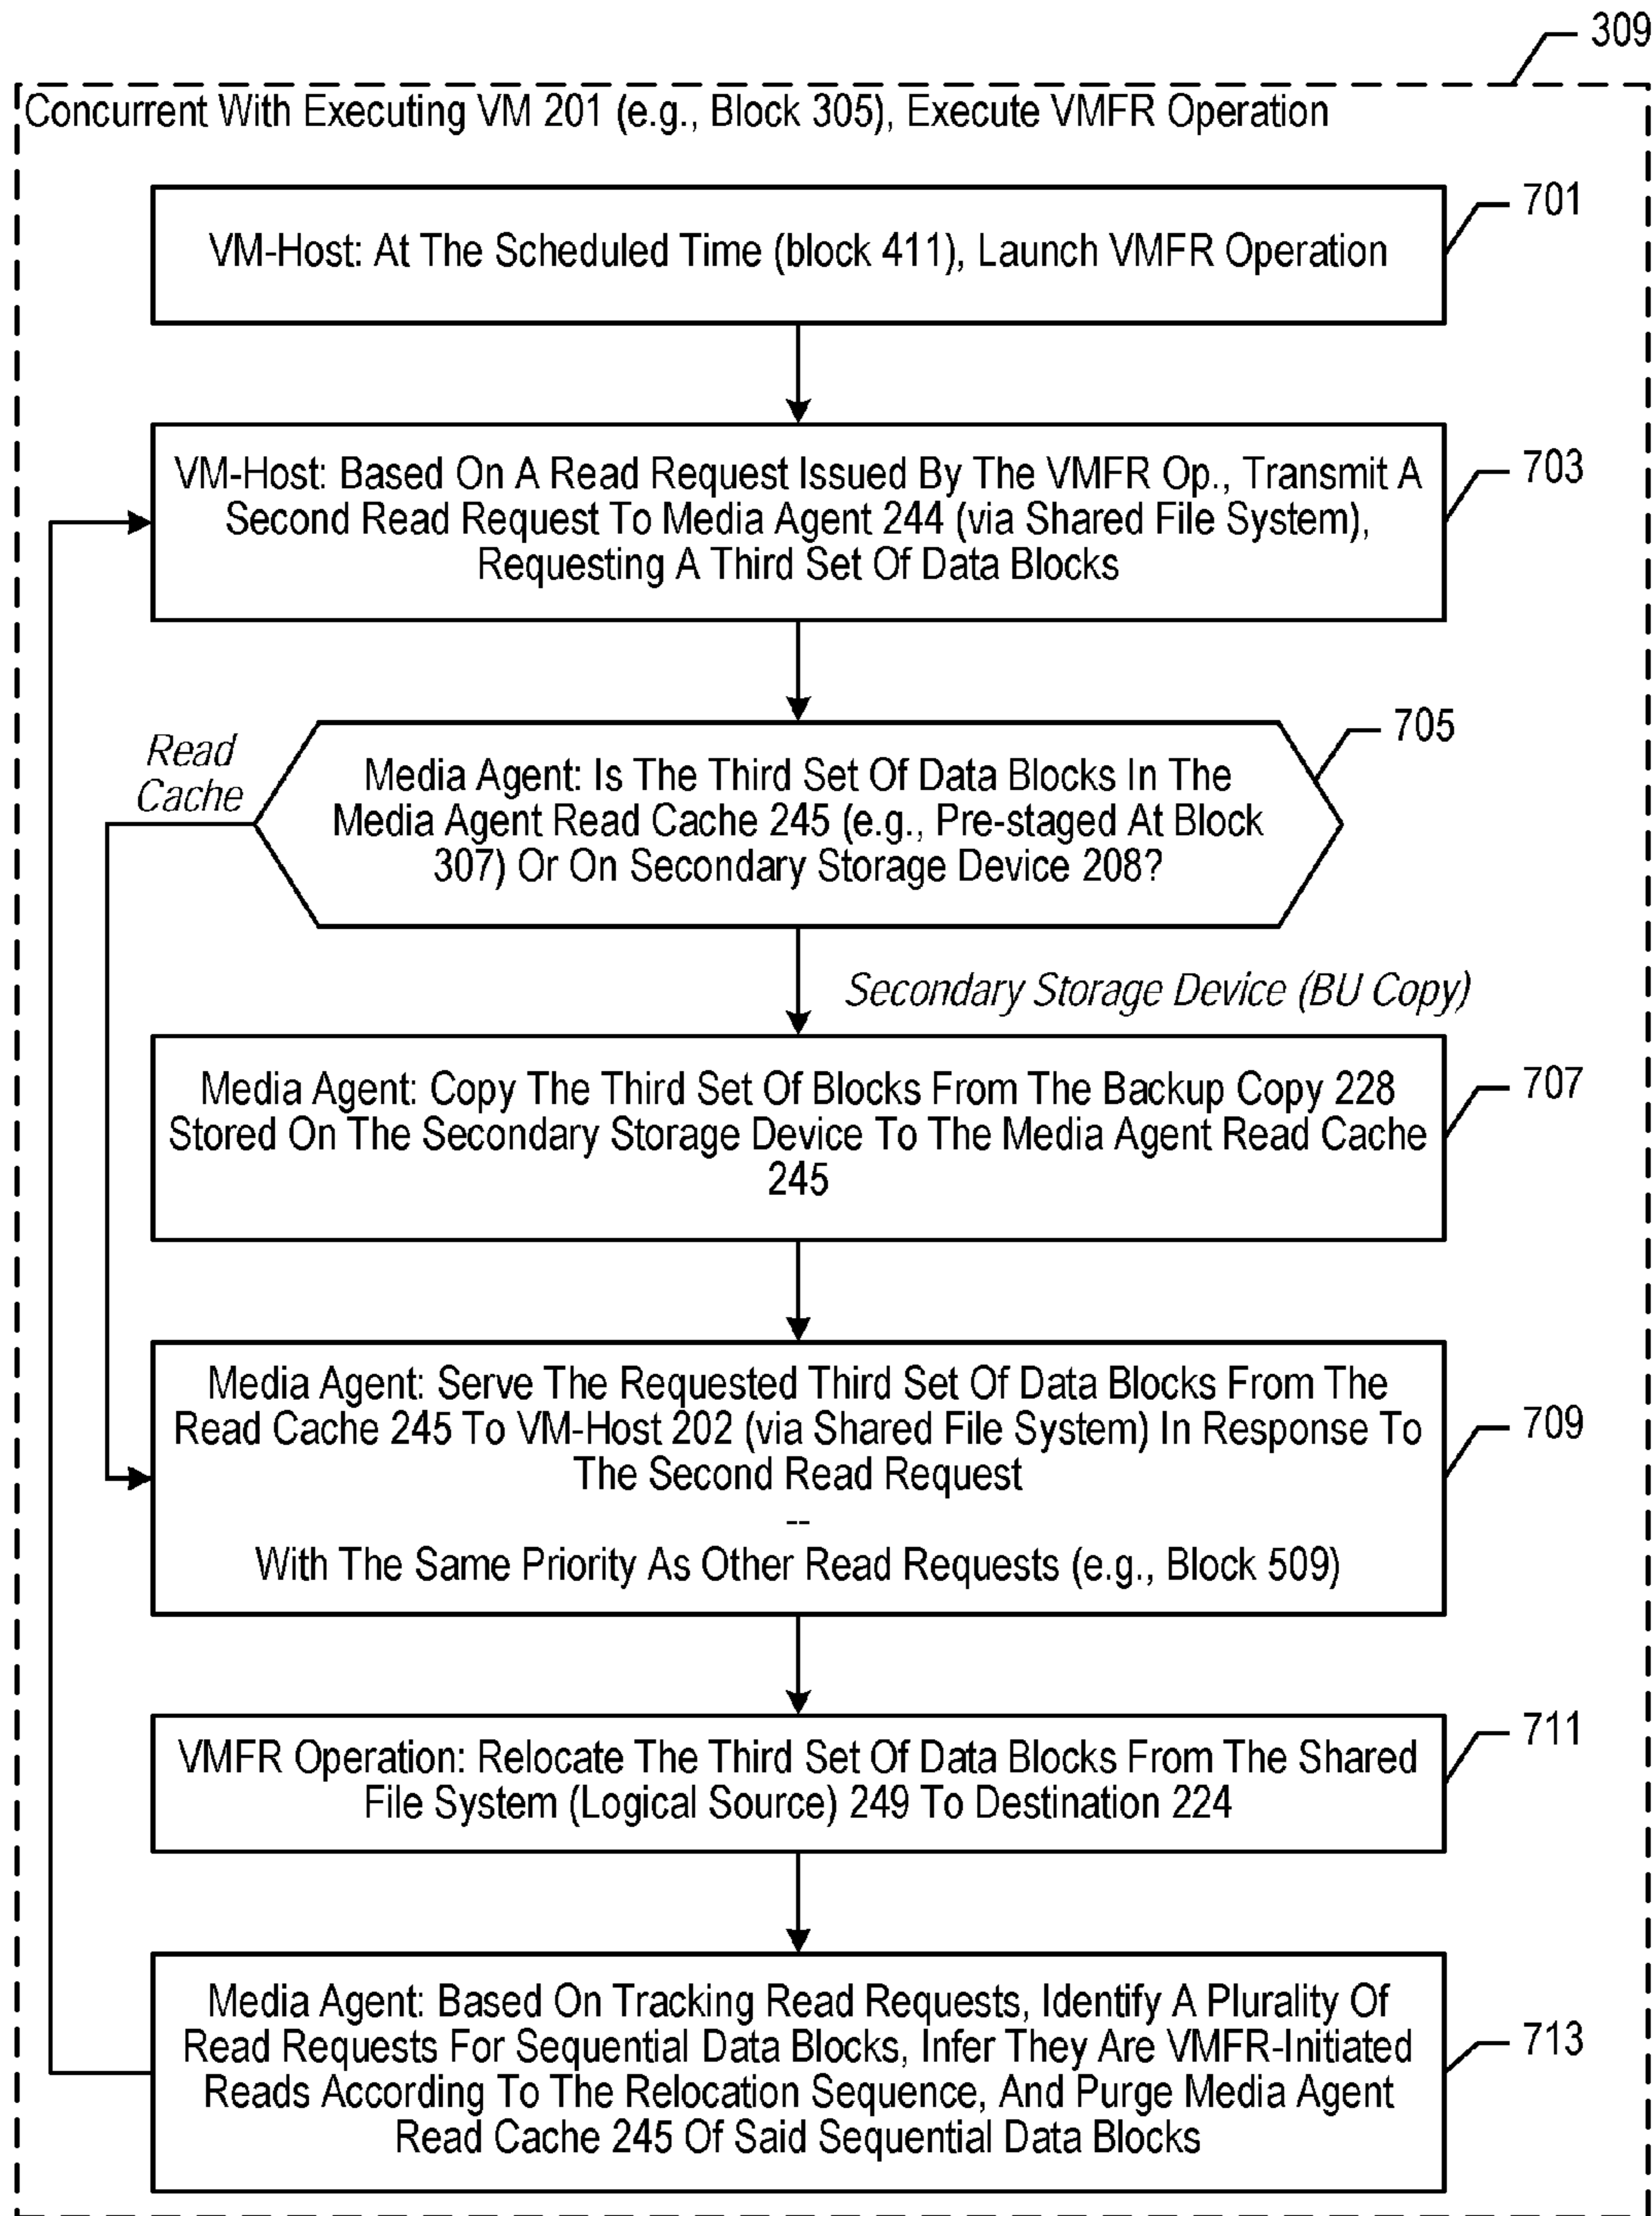 309
Concurrent With Executing VM 201 (e.g., Block 305), Execute VMFR Operation
701
VM-Host: At The Scheduled Time (block 411), Launch VMFR Operation
703
VM-Host: Based On A Read Request Issued By The VMFR Op., Transmit A
Second Read Request To Media Agent 244 (via Shared File System),
Requesting A Third Set Of Data Blocks
705
Read
Cache
Media Agent: Is The Third Set Of Data Blocks In The
Media Agent Read Cache 245 (e.g., Pre-staged At Block
307) Or On Secondary Storage Device 208?
Secondary Storage Device (BU Copy)
707
Media Agent: Copy The Third Set Of Blocks From The Backup Copy 228
Stored On The Secondary Storage Device To The Media Agent Read Cache
245
709
Media Agent: Serve The Requested Third Set Of Data Blocks From The
Read Cache 245 To VM-Host 202 (via Shared File System) In Response To
The Second Read Request
--
With The Same Priority As Other Read Requests (e.g., Block 509)
711
VMFR Operation: Relocate The Third Set Of Data Blocks From The Shared
File System (Logical Source) 249 To Destination 224
713
Media Agent: Based On Tracking Read Requests, Identify A Plurality Of
Read Requests For Sequential Data Blocks, Infer They Are VMFR-Initiated
Reads According To The Relocation Sequence, And Purge Media Agent
Read Cache 245 Of Said Sequential Data Blocks